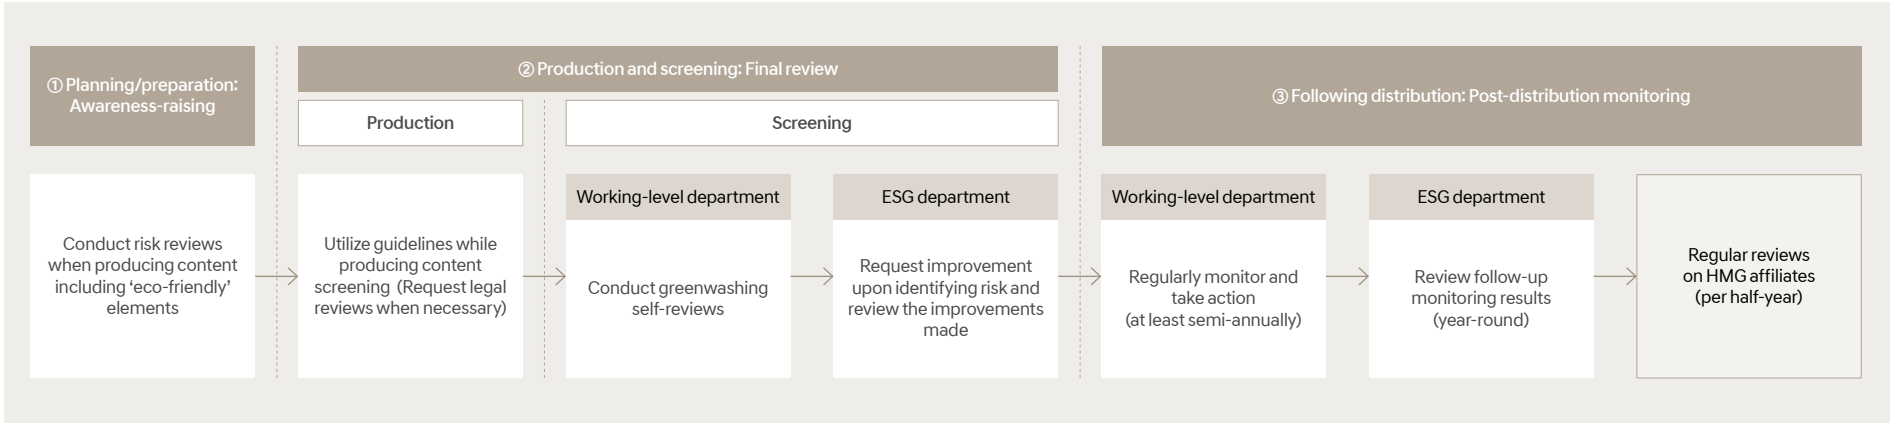 ① Planning/preparation:
Awareness-raising
② Production and screening: Final review
Production
Screening
③ Following distribution: Post-distribution monitoring
Conduct risk reviews
when producing content
including ‘eco-friendly’
elements
Utilize guidelines while
producing content
screening (Request legal
reviews when necessary)
Working-level department
Conduct greenwashing
self-reviews
ESG department
Request improvement
upon identifying risk and
review the improvements
made
Working-level department
Regularly monitor and
take action
(at least semi-annually)
ESG department
Review follow-up
monitoring results
(year-round)
Regular reviews
on HMG affiliates
(per half-year)